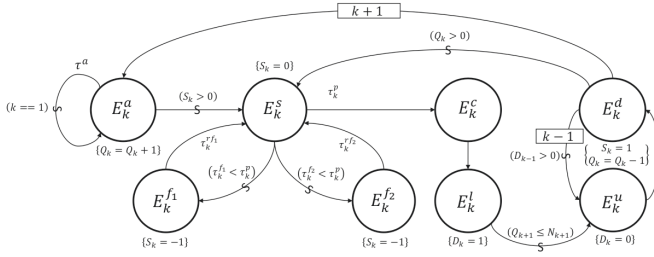 k + 1
(Q_k > 0)
τ^a
{S_k = 0}
(k == 1)
(S_k > 0)
τ_k^p
E_k^a
E_k^s
E_k^c
E_k^d
{Q_k = Q_k + 1}
k − 1
S_k = 1
{Q_k = Q_k − 1}
τ_k^{rf_1}
τ_k^{rf_2}
(D_{k−1} > 0)
(τ_k^{f_1} < τ_k^p)
(τ_k^{f_2} < τ_k^p)
E_k^{f_1}
E_k^{f_2}
E_k^l
E_k^u
(Q_{k+1} ≤ N_{k+1})
{S_k = −1}
{S_k = −1}
{D_k = 1}
{D_k = 0}